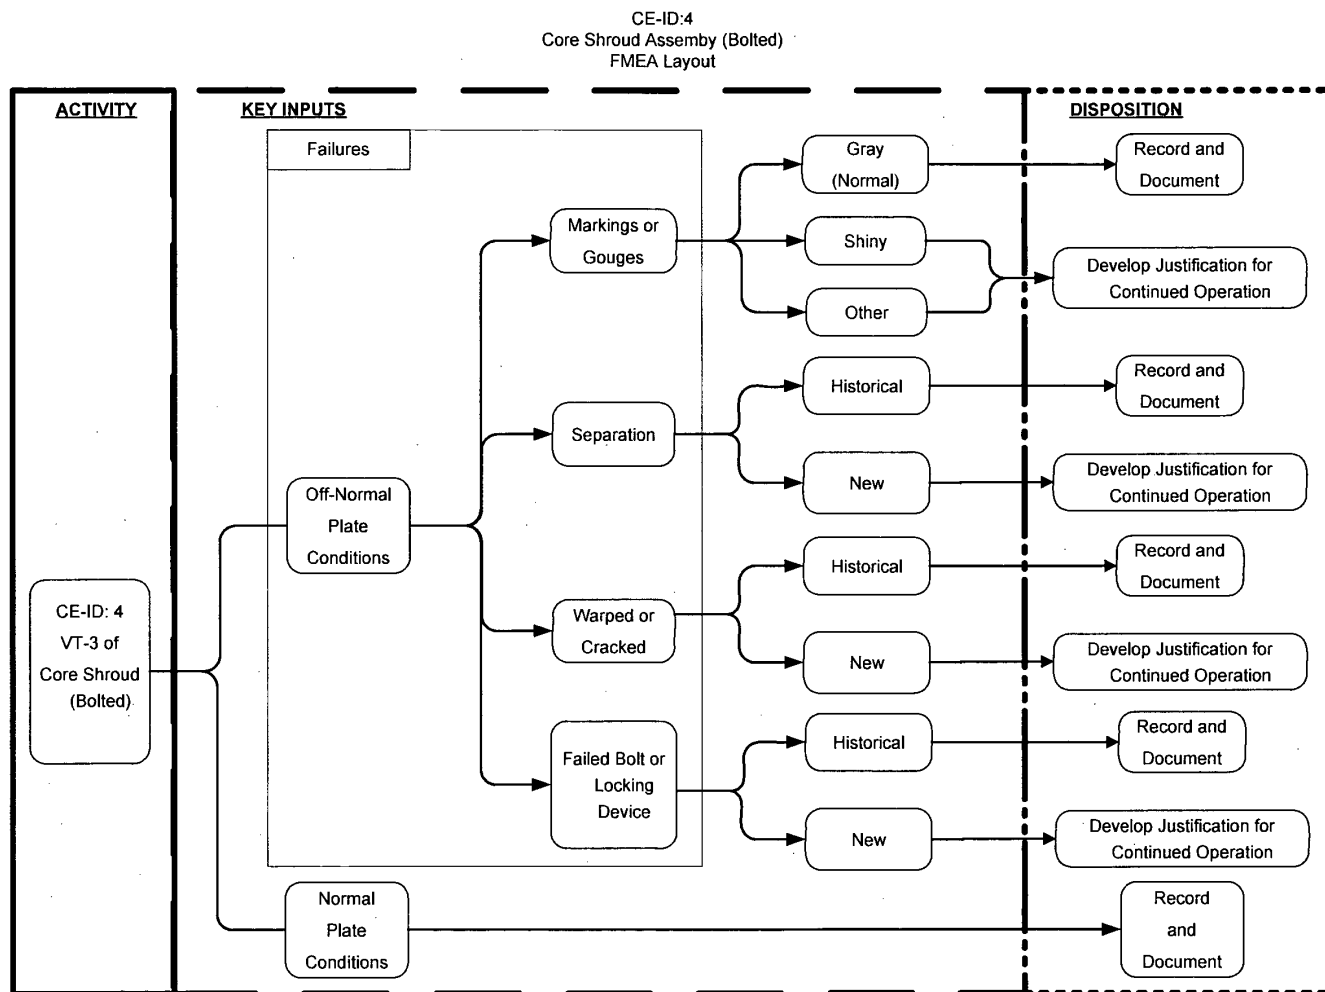 CE-ID:4
Core Shroud Assemby (Bolted)
FMEA Layout
ACTIVITY
KEY INPUTS
DISPOSITION
Failures
Gray
(Normal)
Record and
Document
Markings or
Gouges
Shiny
Develop Justification for
Continued Operation
Other
Historical
Record and
Document
Separation
New
Develop Justification for
Continued Operation
Off-Normal
Plate
Conditions
Historical
Record and
Document
CE-ID: 4
VT-3 of
Core Shroud
(Bolted)
Warped or
Cracked
New
Develop Justification for
Continued Operation
Historical
Record and
Document
Failed Bolt or
Locking
Device
New
Develop Justification for
Continued Operation
Normal
Plate
Conditions
Record
and
Document